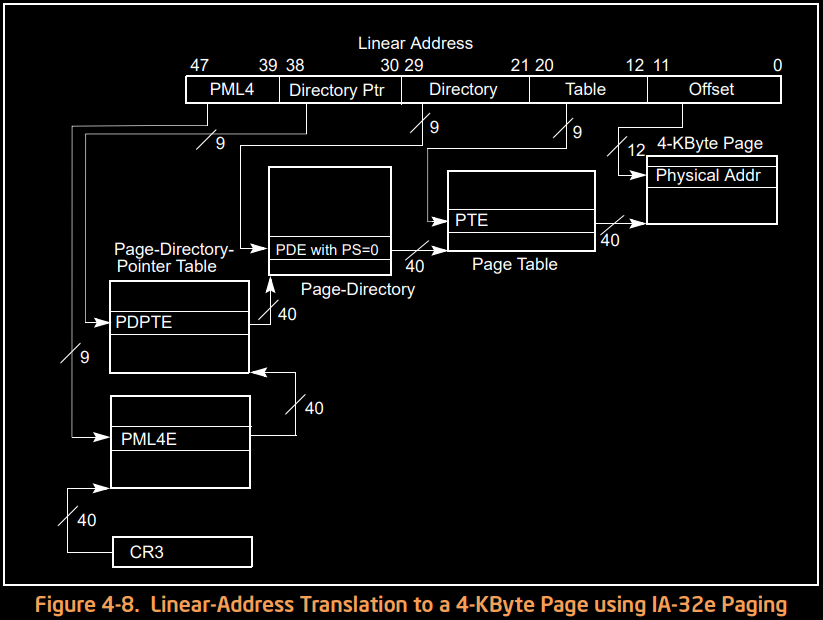 Linear Address
47 39 38 30 29 21 20 12 11 0
PML4 Directory Ptr Directory Table Offset
9
9
9
12
4-KByte Page
Physical Addr
PTE
40
Page Table
PDE with PS=0
40
Page-Directory
Page-Directory-
Pointer Table
PDPTE
40
9
40
PML4E
40
CR3
Figure 4-8. Linear-Address Translation to a 4-KByte Page using IA-32e Paging